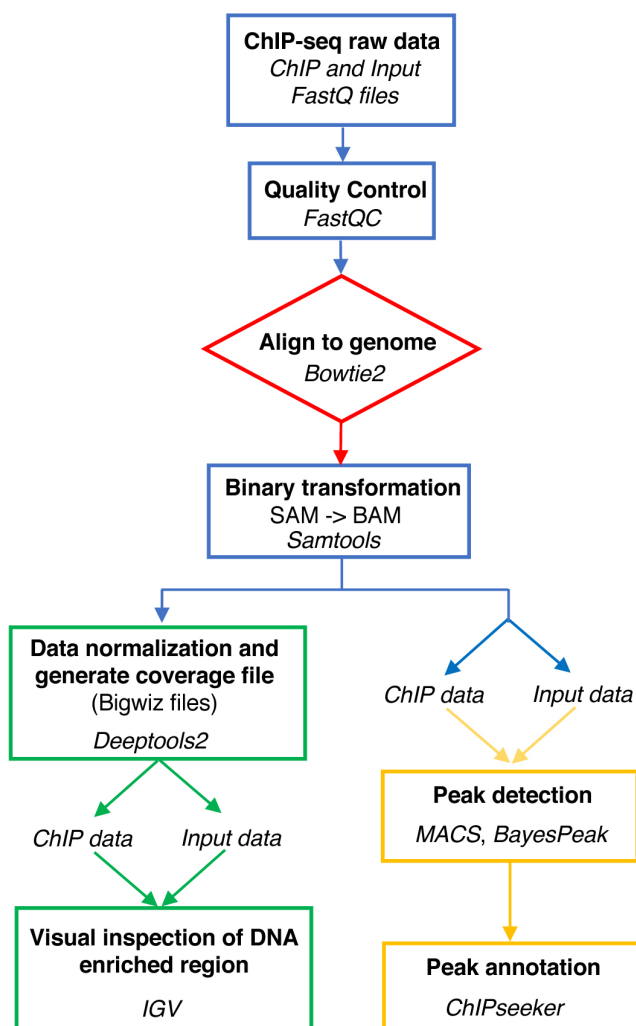 ChIP-seq raw data
ChIP and Input
FastQ files
Quality Control
FastQC
Align to genome
Bowtie2
Binary transformation
SAM -> BAM
Samtools
Data normalization and
generate coverage file
(Bigwiz files)
Deeptools2
ChIP data
Input data
Visual inspection of DNA
enriched region
IGV
ChIP data
Input data
Peak detection
MACS, BayesPeak
Peak annotation
ChIPseeker